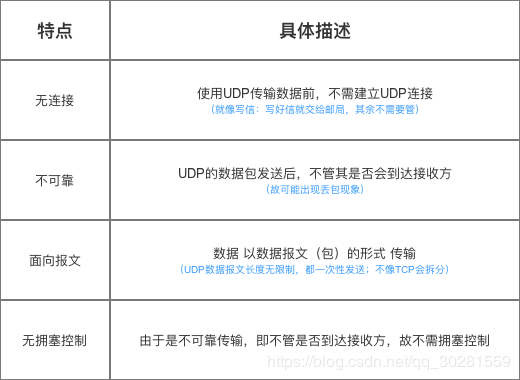 特点
具体描述
无连接
使用UDP传输数据前，不需建立UDP连接
（就像写信：写好信就交给邮局，其余不需要管）
不可靠
UDP的数据包发送后，不管其是否会到达接收方
（故可能出现丢包现象）
面向报文
数据 以数据报文（包）的形式 传输
（UDP数据报文长度无限制，都一次性发送；不像TCP会拆分）
无拥塞控制
由于是不可靠传输，即不管是否到达接收方，故不需拥塞控制
https://blog.csdn.net/qq_30281559